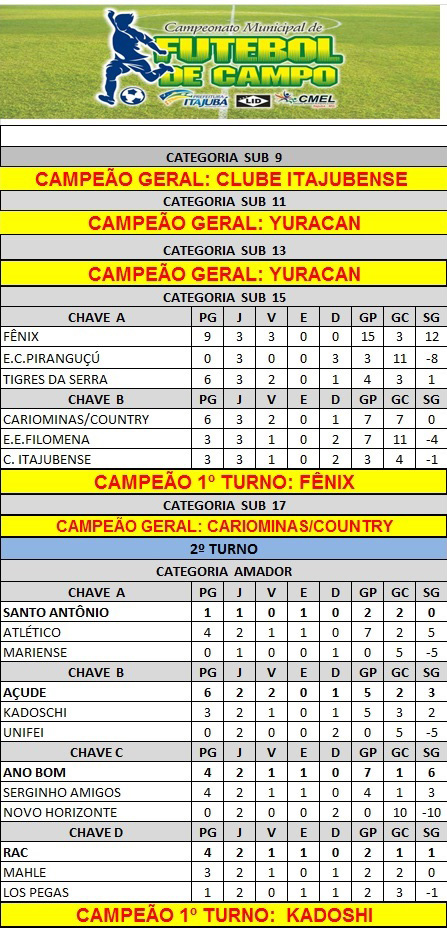 Campeonato Municipal de
FUTEBOL
DE CAMPO
PREFEITURA ITAJUBÁ LID CMEL
CATEGORIA SUB 9
CAMPEÃO GERAL: CLUBE ITAJUBENSE
CATEGORIA SUB 11
CAMPEÃO GERAL: YURACAN
CATEGORIA SUB 13
CAMPEÃO GERAL: YURACAN
CATEGORIA SUB 15
CHAVE A PG J V E D GP GC SG
FÊNIX 9 3 3 0 0 15 3 12
E.C.PIRANGUÇÚ 0 3 0 0 3 3 11 -8
TIGRES DA SERRA 6 3 2 0 1 4 3 1
CHAVE B PG J V E D GP GC SG
CARIOMINAS/COUNTRY 6 3 2 0 1 7 7 0
E.E.FILOMENA 3 3 1 0 2 7 11 -4
C. ITAJUBENSE 3 3 1 0 2 3 4 -1
CAMPEÃO 1º TURNO: FÊNIX
CATEGORIA SUB 17
CAMPEÃO GERAL: CARIOMINAS/COUNTRY
2º TURNO
CATEGORIA AMADOR
CHAVE A PG J V E D GP GC SG
SANTO ANTÔNIO 1 1 0 1 0 2 2 0
ATLÉTICO 4 2 1 1 0 7 2 5
MARIENSE 0 1 0 0 1 0 5 -5
CHAVE B PG J V E D GP GC SG
AÇUDE 6 2 2 0 1 5 2 3
KADOSCHI 3 2 1 0 1 5 3 2
UNIFEI 0 2 0 0 2 0 5 -5
CHAVE C PG J V E D GP GC SG
ANO BOM 4 2 1 1 0 7 1 6
SERGINHO AMIGOS 4 2 1 1 0 4 1 3
NOVO HORIZONTE 0 2 0 0 2 0 10 -10
CHAVE D PG J V E D GP GC SG
RAC 4 2 1 1 0 2 1 1
MAHLE 3 2 1 0 1 2 2 0
LOS PEGAS 1 2 0 1 1 2 3 -1
CAMPEÃO 1º TURNO: KADOSHI